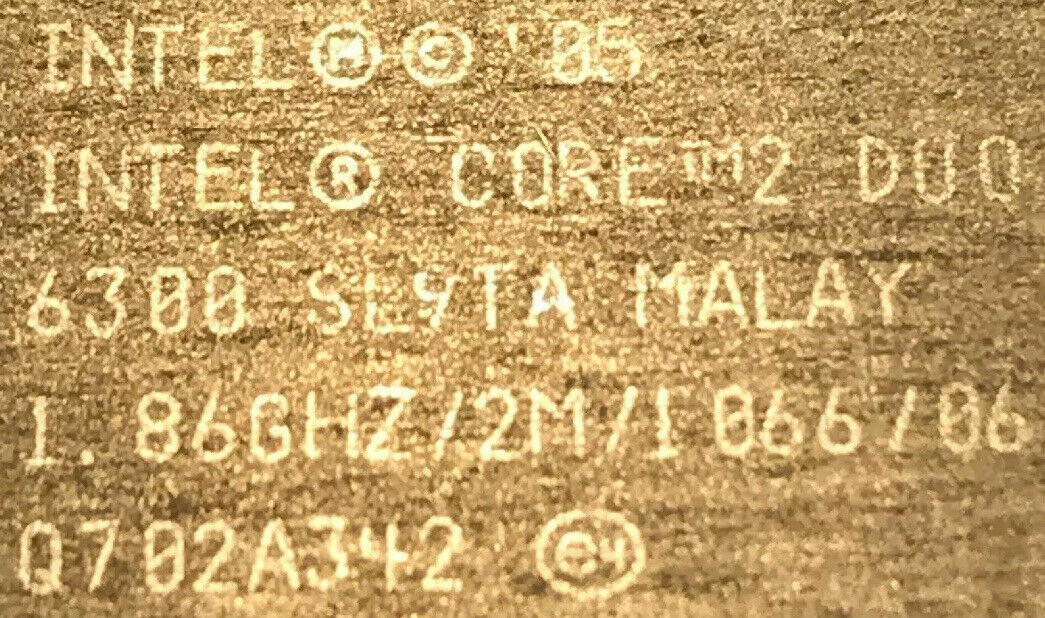 INTEL Ⓜ © '05
INTEL® CORE™2 DUO
6300 SL9TA MALAY
1.86GHZ/2M/1066/06
Q702A342 e4